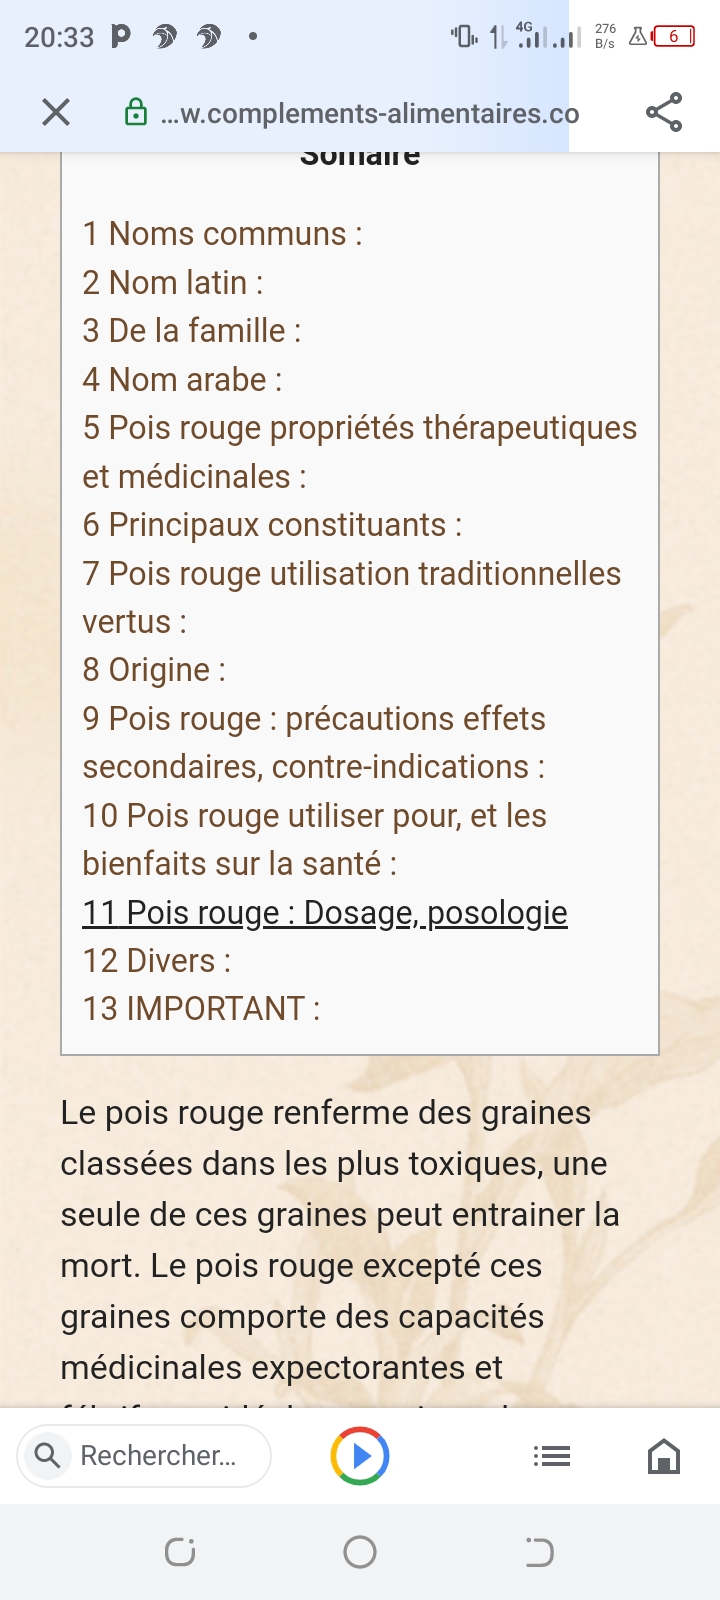 20:33
4G
276
B/s
6
...w.complements-alimentaires.co
Somaire
1 Noms communs :
2 Nom latin :
3 De la famille :
4 Nom arabe :
5 Pois rouge propriétés thérapeutiques
et médicinales :
6 Principaux constituants :
7 Pois rouge utilisation traditionnelles
vertus :
8 Origine :
9 Pois rouge : précautions effets
secondaires, contre-indications :
10 Pois rouge utiliser pour, et les
bienfaits sur la santé :
11 Pois rouge : Dosage, posologie
12 Divers :
13 IMPORTANT :
Le pois rouge renferme des graines
classées dans les plus toxiques, une
seule de ces graines peut entrainer la
mort. Le pois rouge excepté ces
graines comporte des capacités
médicinales expectorantes et
Rechercher...